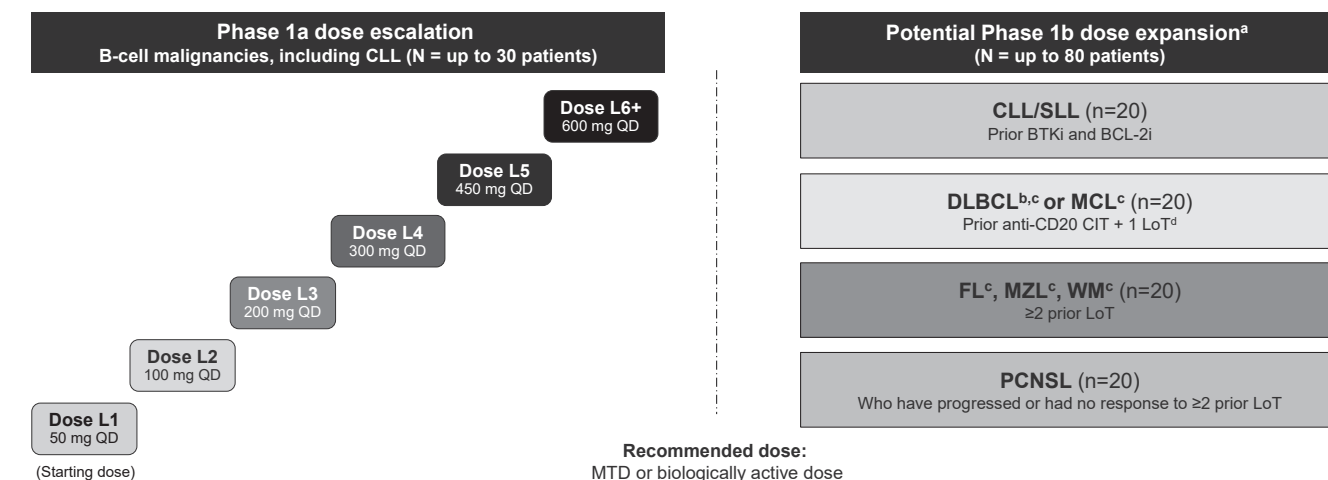 Phase 1a dose escalation
B-cell malignancies, including CLL (N = up to 30 patients)
Dose L6+
600 mg QD
Dose L5
450 mg QD
Dose L4
300 mg QD
Dose L3
200 mg QD
Dose L2
100 mg QD
Dose L1
50 mg QD
(Starting dose)
Recommended dose:
MTD or biologically active dose
Potential Phase 1b dose expansionᵃ
(N = up to 80 patients)
CLL/SLL (n=20)
Prior BTKi and BCL-2i
DLBCLᵇ,ᶜ or MCLᶜ (n=20)
Prior anti-CD20 CIT + 1 LoTᵈ
FLᶜ, MZLᶜ, WMᶜ (n=20)
≥2 prior LoT
PCNSL (n=20)
Who have progressed or had no response to ≥2 prior LoT